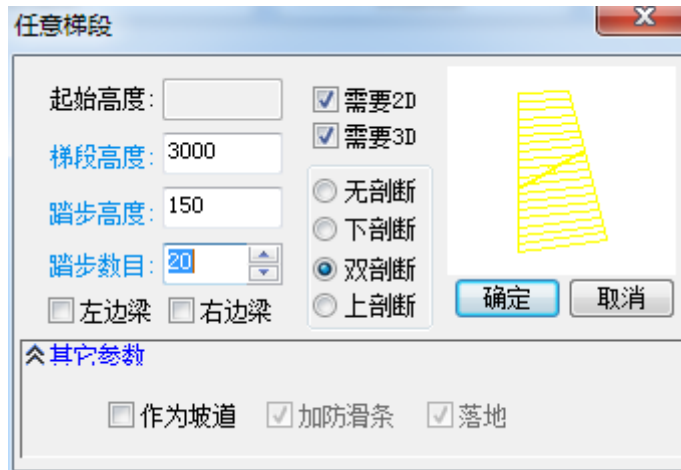 任意梯段
起始高度:
梯段高度: 3000
踏步高度: 150
踏步数目: 20
左边梁 右边梁
需要2D
需要3D
无剖断
下剖断
双剖断
上剖断
确定 取消
其它参数
作为坡道 加防滑条 落地